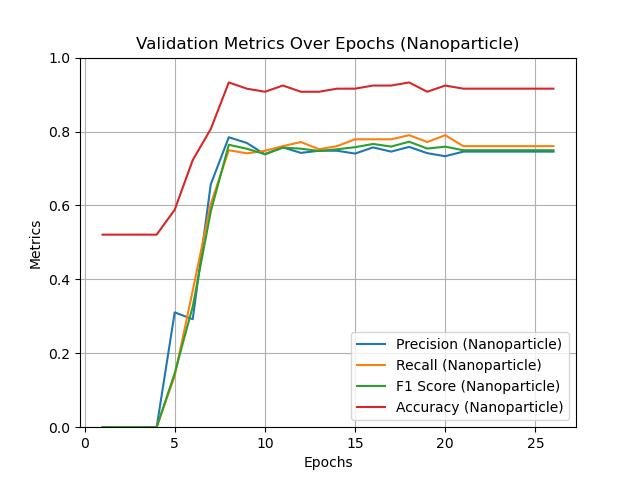 Validation Metrics Over Epochs (Nanoparticle)
1.0
0.8
0.6
0.4
0.2
0.0
Metrics
0 5 10 15 20 25
Epochs
Precision (Nanoparticle)
Recall (Nanoparticle)
F1 Score (Nanoparticle)
Accuracy (Nanoparticle)